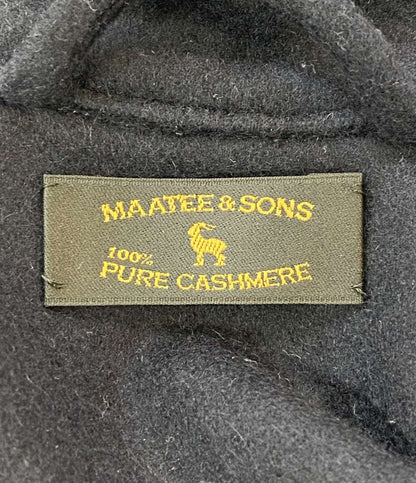 MAATEE & SONS
100%
PURE CASHMERE